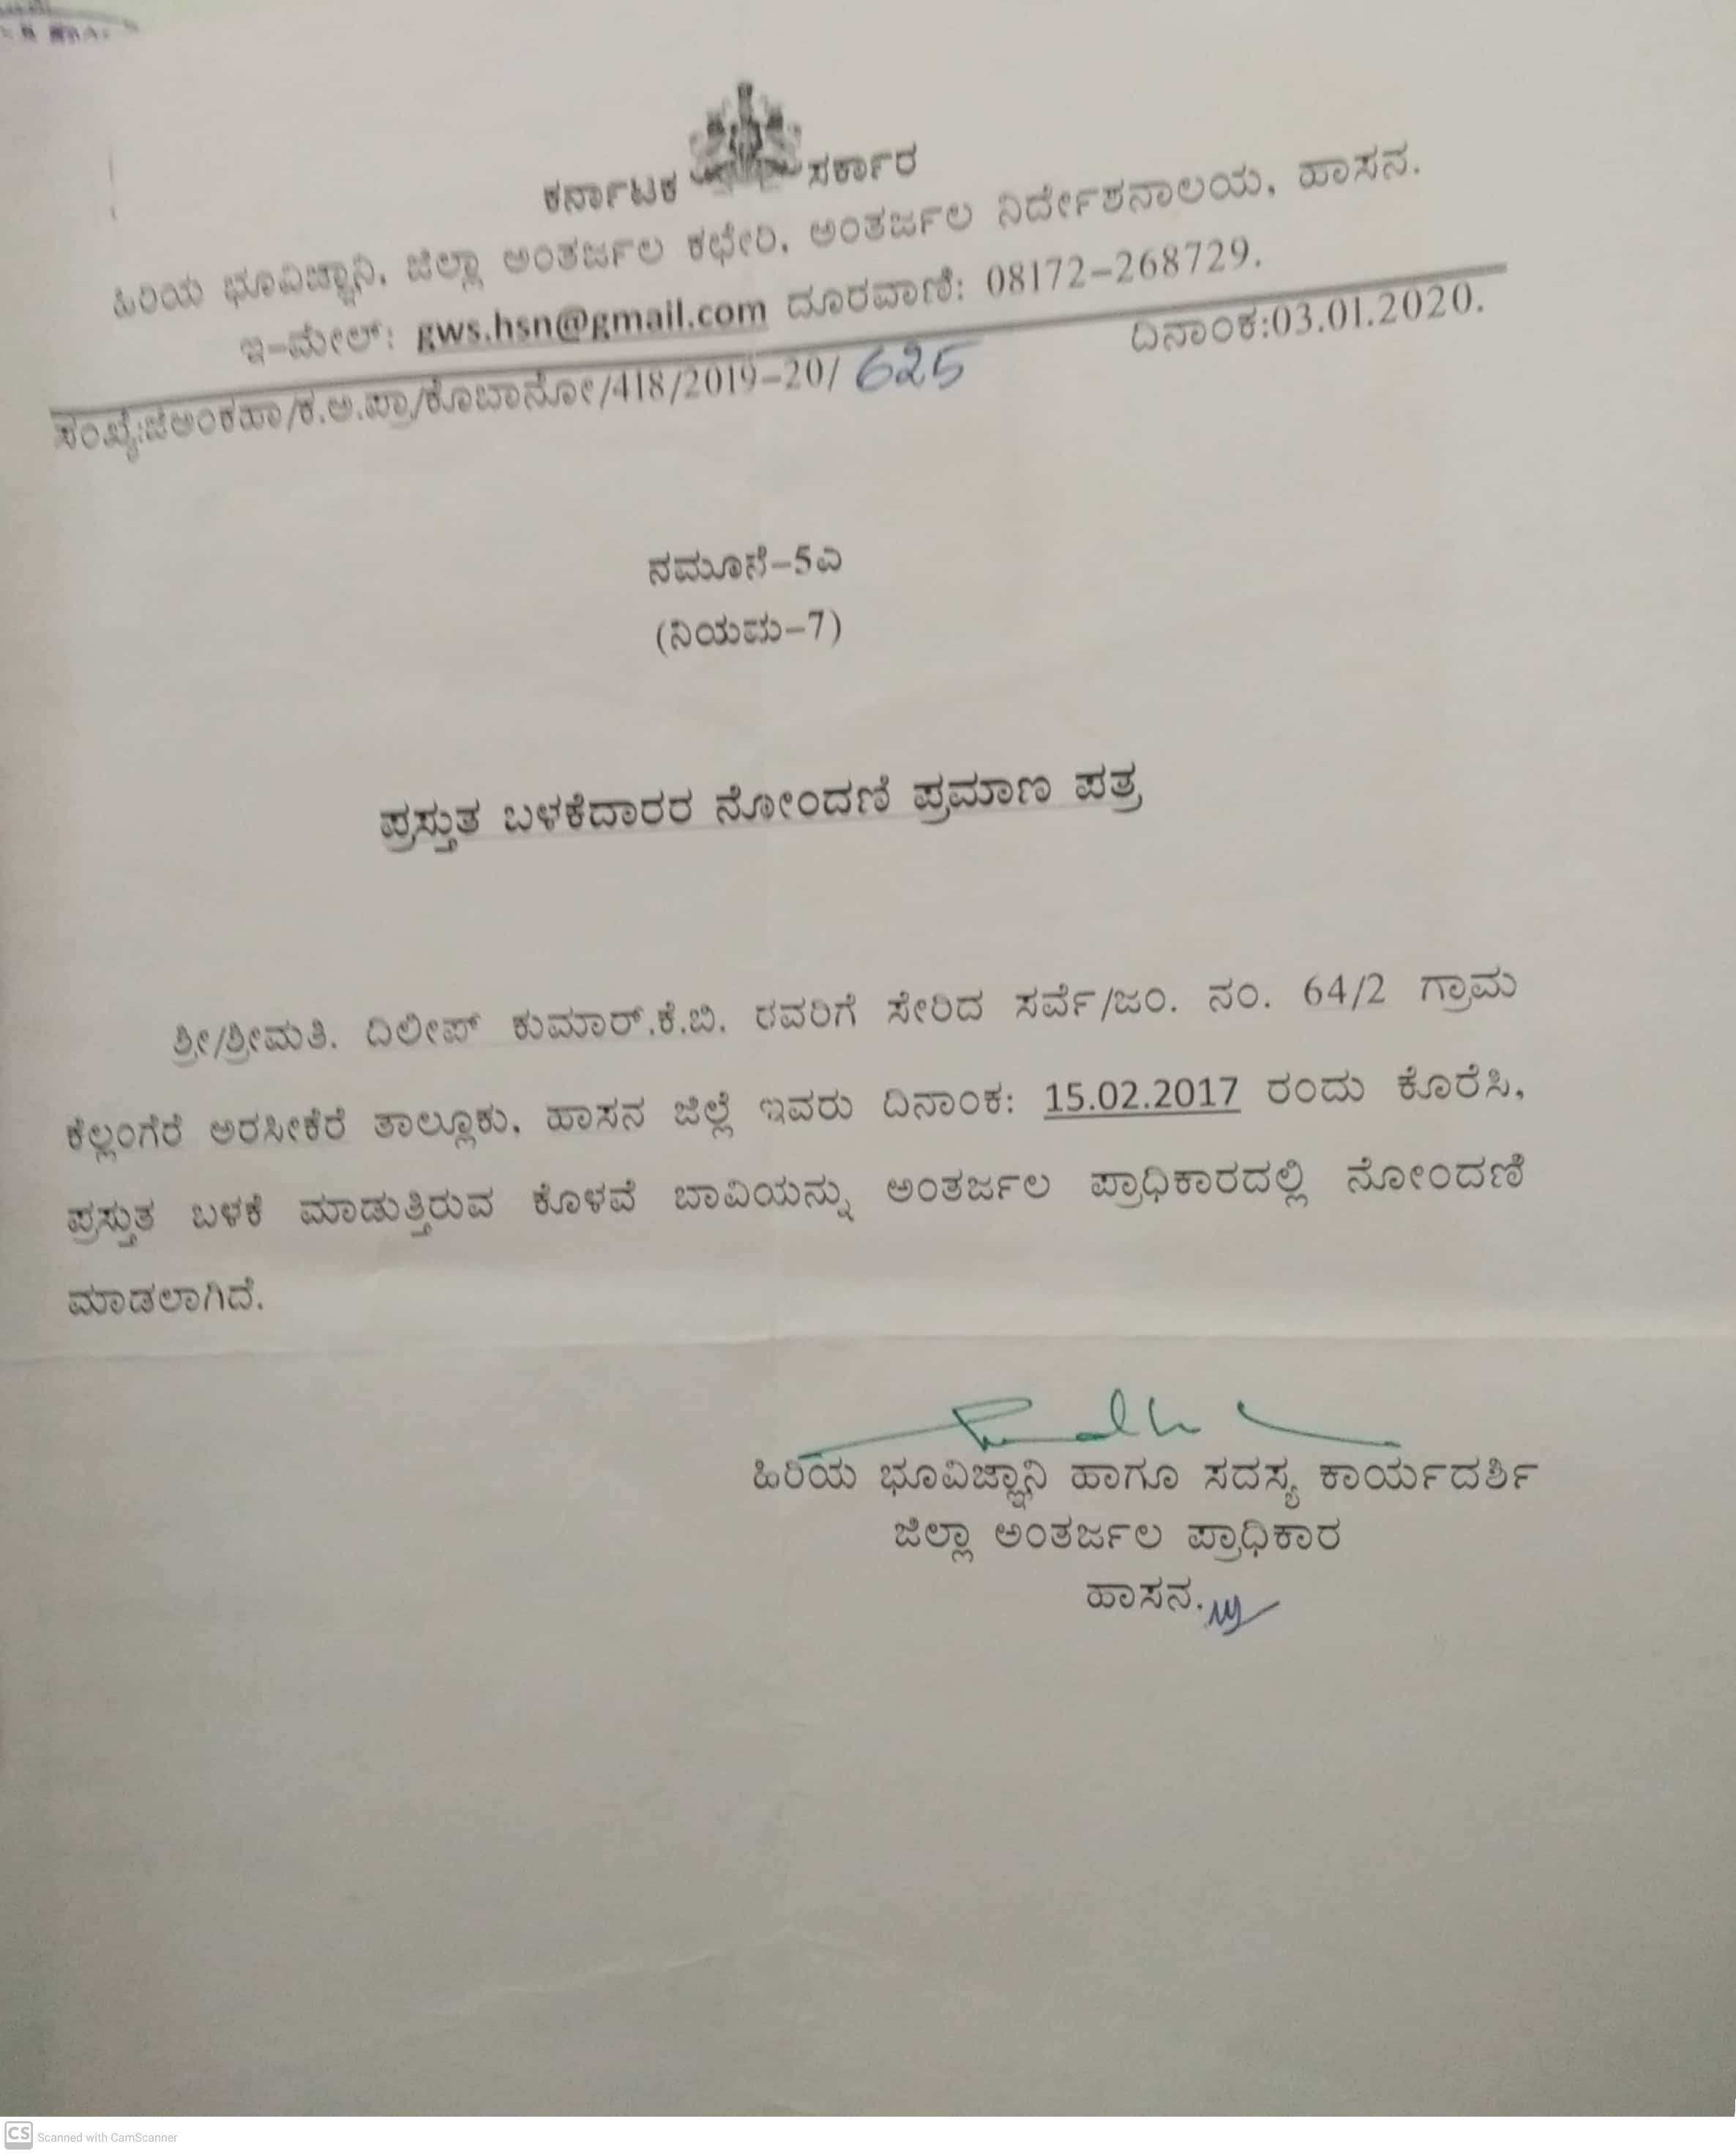 ಕರ್ನಾಟಕ ಸರ್ಕಾರ
ಹಿರಿಯ ಭೂವಿಜ್ಞಾನಿ, ಜಿಲ್ಲಾ ಅಂತರ್ಜಲ ಕಛೇರಿ, ಅಂತರ್ಜಲ ನಿರ್ದೇಶನಾಲಯ, ಹಾಸನ.
ಇ-ಮೇಲ್: gws.hsn@gmail.com ದೂರವಾಣಿ: 08172-268729.
ಸಂಖ್ಯೆ:ಜಿಅಂಕಹಾ/ಕ.ಅ.ಪ್ರಾ/ಕೊಬಾನೋ/418/2019-20/ 625 ದಿನಾಂಕ:03.01.2020.
ನಮೂನೆ-5ಎ
(ನಿಯಮ-7)
ಪ್ರಸ್ತುತ ಬಳಕೆದಾರರ ನೋಂದಣಿ ಪ್ರಮಾಣ ಪತ್ರ
ಶ್ರೀ/ಶ್ರೀಮತಿ. ದಿಲೀಪ್ ಕುಮಾರ್.ಕೆ.ಬಿ. ರವರಿಗೆ ಸೇರಿದ ಸರ್ವೆ/ಜಂ. ನಂ. 64/2 ಗ್ರಾಮ
ಕೆಲ್ಲಂಗೆರೆ ಅರಸೀಕೆರೆ ತಾಲ್ಲೂಕು, ಹಾಸನ ಜಿಲ್ಲೆ ಇವರು ದಿನಾಂಕ: 15.02.2017 ರಂದು ಕೊರೆಸಿ,
ಪ್ರಸ್ತುತ ಬಳಕೆ ಮಾಡುತ್ತಿರುವ ಕೊಳವೆ ಬಾವಿಯನ್ನು ಅಂತರ್ಜಲ ಪ್ರಾಧಿಕಾರದಲ್ಲಿ ನೋಂದಣಿ
ಮಾಡಲಾಗಿದೆ.
ಹಿರಿಯ ಭೂವಿಜ್ಞಾನಿ ಹಾಗೂ ಸದಸ್ಯ ಕಾರ್ಯದರ್ಶಿ
ಜಿಲ್ಲಾ ಅಂತರ್ಜಲ ಪ್ರಾಧಿಕಾರ
ಹಾಸನ.
CS Scanned with CamScanner